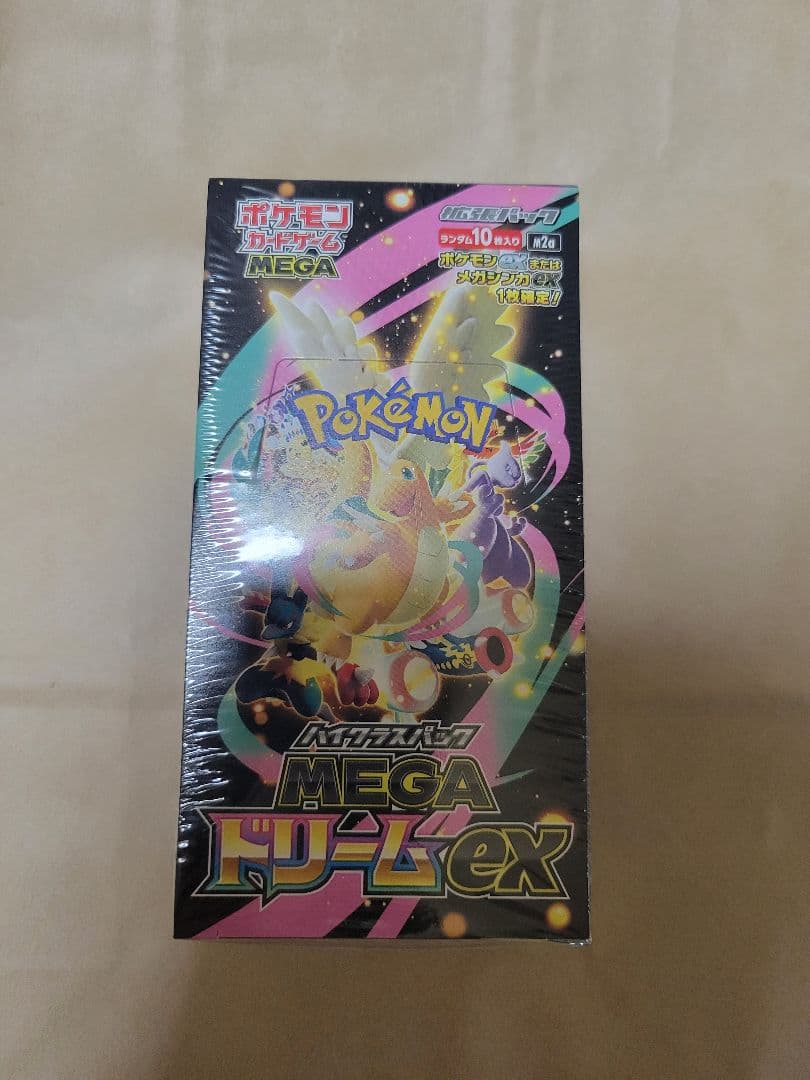 ポケモン
カードゲーム
MEGA
拡張パック
ランダム10枚入り
M2a
ポケモンexまたは
メガシンカex
1枚確定!
POKéMON
ハイクラスパック
MEGA
ドリームex